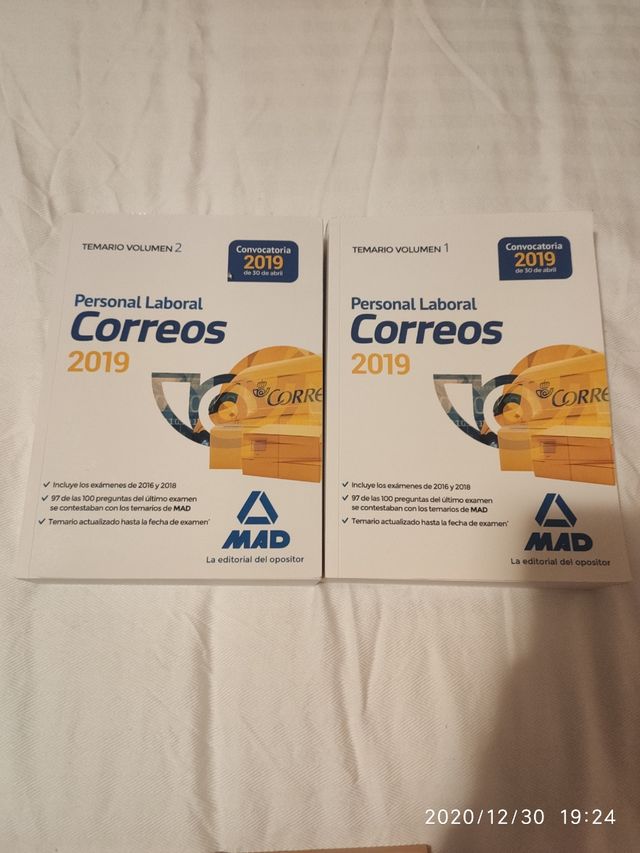 TEMARIO VOLUMEN 2
Convocatoria
2019
de 30 de abril
Personal Laboral
Correos
2019
CORRE
✓ Incluye los exámenes de 2016 y 2018
✓ 97 de las 100 preguntas del último examen
se contestaban con los temarios de MAD
✓ Temario actualizado hasta la fecha de examen*
MAD
La editorial del opositor
TEMARIO VOLUMEN 1
Convocatoria
2019
de 30 de abril
Personal Laboral
Correos
2019
CORRE
✓ Incluye los exámenes de 2016 y 2018
✓ 97 de las 100 preguntas del último examen
se contestaban con los temarios de MAD
✓ Temario actualizado hasta la fecha de examen*
MAD
La editorial del opositor
2020/12/30 19:24